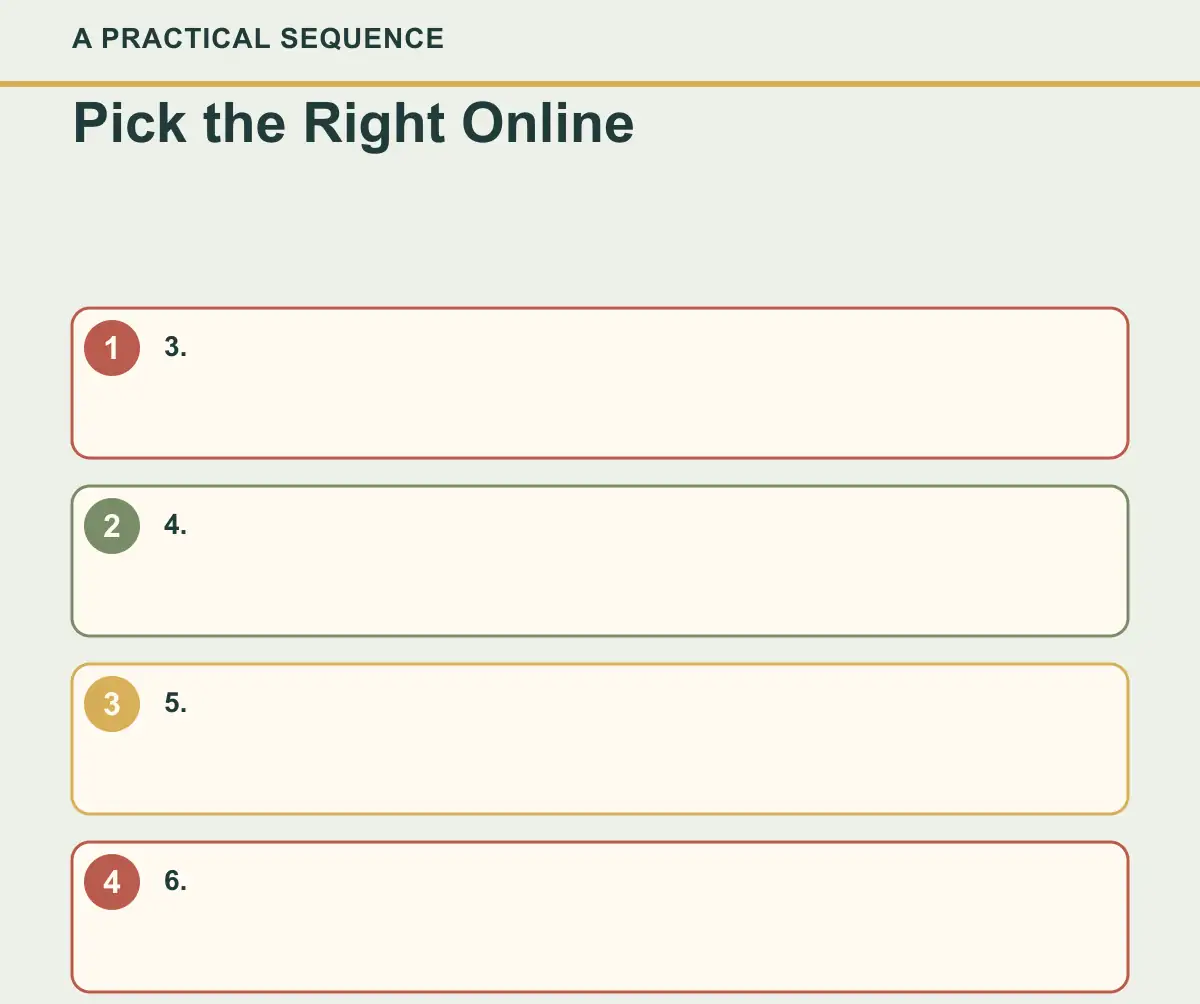 A PRACTICAL SEQUENCE
Pick the Right Online
1 3.
2 4.
3 5.
4 6.